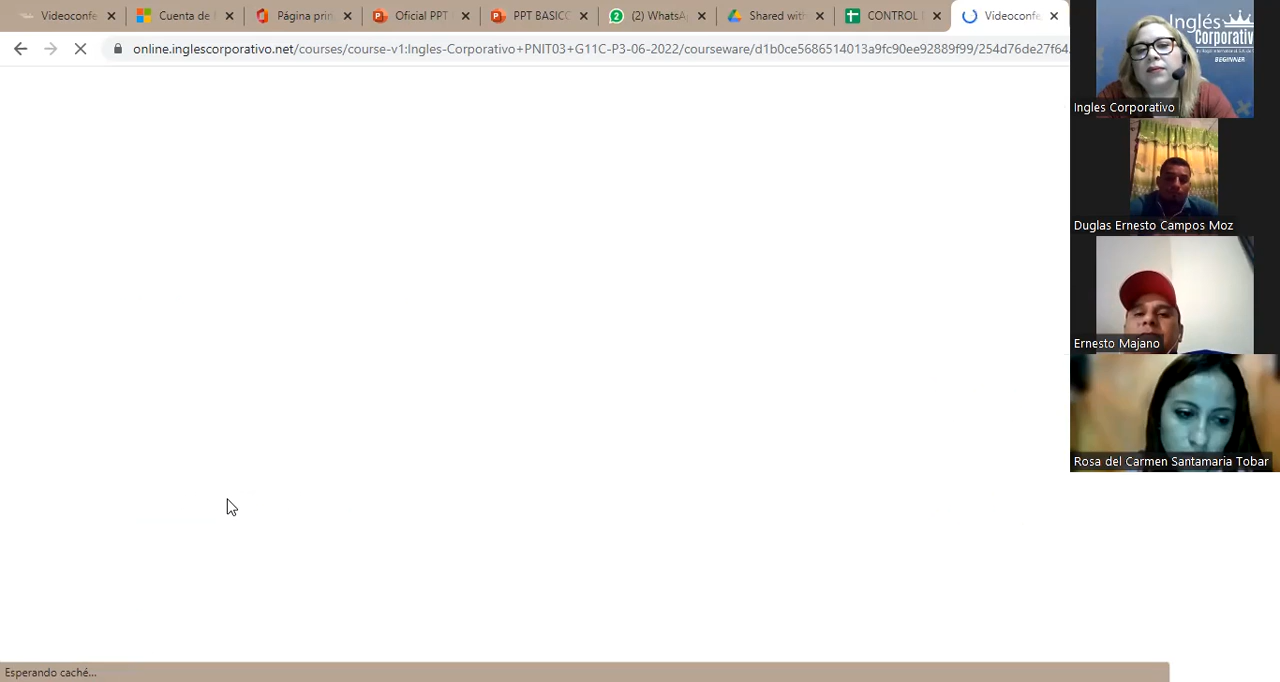 Videoconfe
Cuenta de
Página prin
Oficial PPT
PPT BASICO
(2) WhatsA
Shared with
CONTROL
Videoconfe
online.inglescorporativo.net/courses/course-v1:Ingles-Corporativo+PNIT03+G11C-P3-06-2022/courseware/d1b0ce5686514013a9fc90ee92889f99/254d76de27f64
Inglés
Corporativ
BEGINNER
Ingles Corporativo
Duglas Ernesto Campos Moz
Ernesto Majano
Rosa del Carmen Santamaria Tobar
Esperando caché...